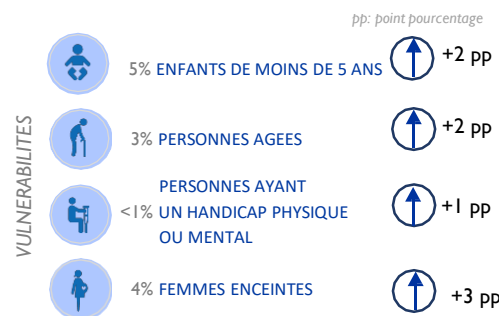 pp: point pourcentage
VULNERABILITES
5% ENFANTS DE MOINS DE 5 ANS
+2 pp
3% PERSONNES AGEES
+2 pp
PERSONNES AYANT
<1% UN HANDICAP PHYSIQUE
OU MENTAL
+1 pp
4% FEMMES ENCEINTES
+3 pp